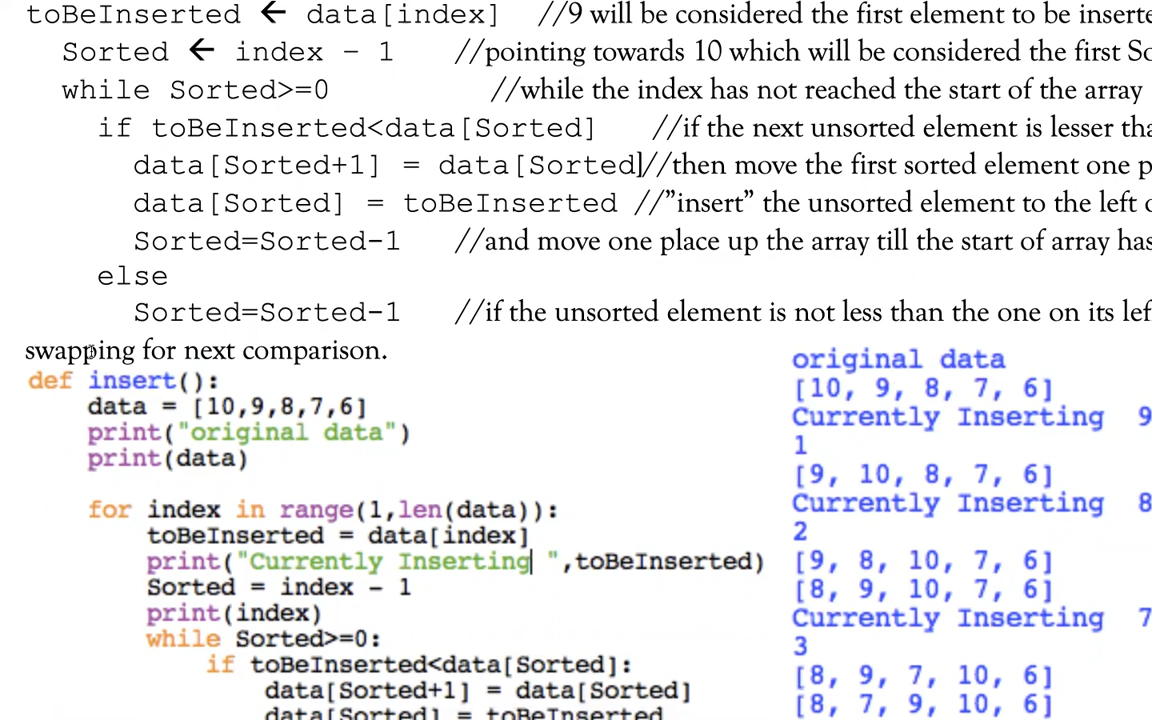 toBeInserted ← data[index] //9 will be considered the first element to be inserte
Sorted ← index – 1 //pointing towards 10 which will be considered the first So
while Sorted>=0 //while the index has not reached the start of the array
if toBeInserted<data[Sorted] //if the next unsorted element is lesser tha
data[Sorted+1] = data[Sorted]//then move the first sorted element one p
data[Sorted] = toBeInserted //”insert” the unsorted element to the left o
Sorted=Sorted-1 //and move one place up the array till the start of array has
else
Sorted=Sorted-1 //if the unsorted element is not less than the one on its lef
swapping for next comparison.
def insert():
data = [10,9,8,7,6]
print("original data")
print(data)
for index in range(1,len(data)):
toBeInserted = data[index]
print("Currently Inserting ",toBeInserted)
Sorted = index - 1
print(index)
while Sorted>=0:
if toBeInserted<data[Sorted]:
data[Sorted+1] = data[Sorted]
data[Sorted] = toBeInserted
original data
[10, 9, 8, 7, 6]
Currently Inserting 9
1
[9, 10, 8, 7, 6]
Currently Inserting 8
2
[9, 8, 10, 7, 6]
[8, 9, 10, 7, 6]
Currently Inserting 7
3
[8, 9, 7, 10, 6]
[8, 7, 9, 10, 6]